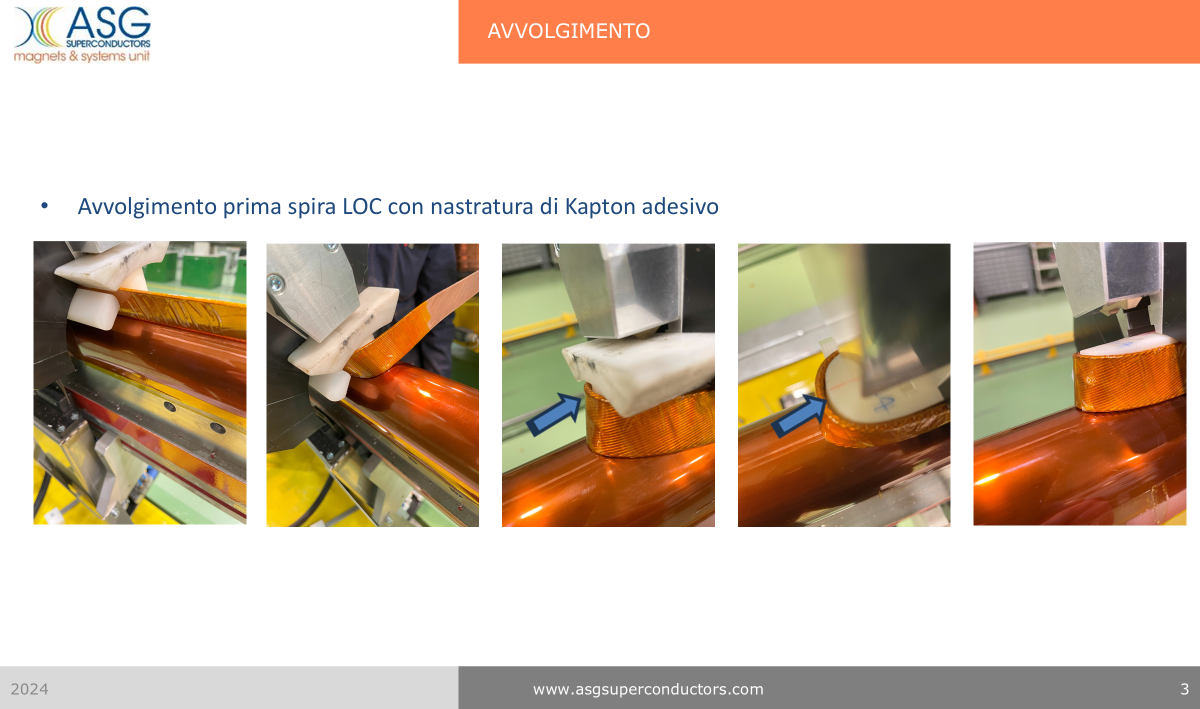 ASG
SUPERCONDUCTORS
magnets & systems unit
AVVOLGIMENTO
• Avvolgimento prima spira LOC con nastratura di Kapton adesivo
2024
www.asgsuperconductors.com
3